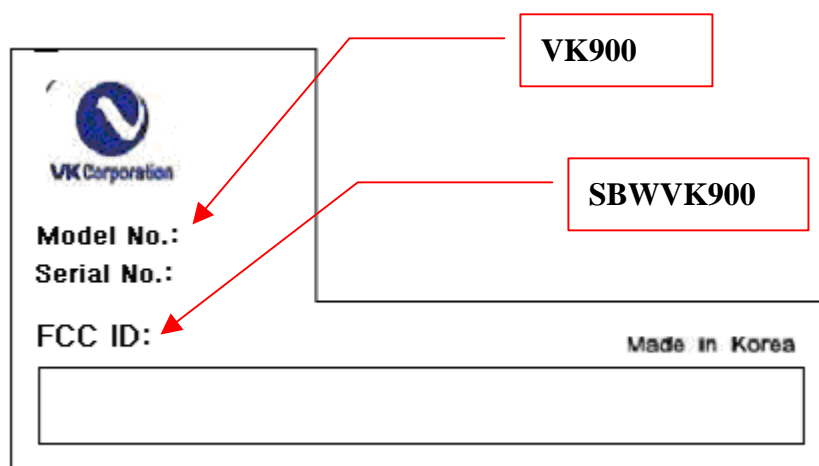 VK900
VK Corporation
SBWVK900
Model No.:
Serial No.:
FCC ID:
Made in Korea